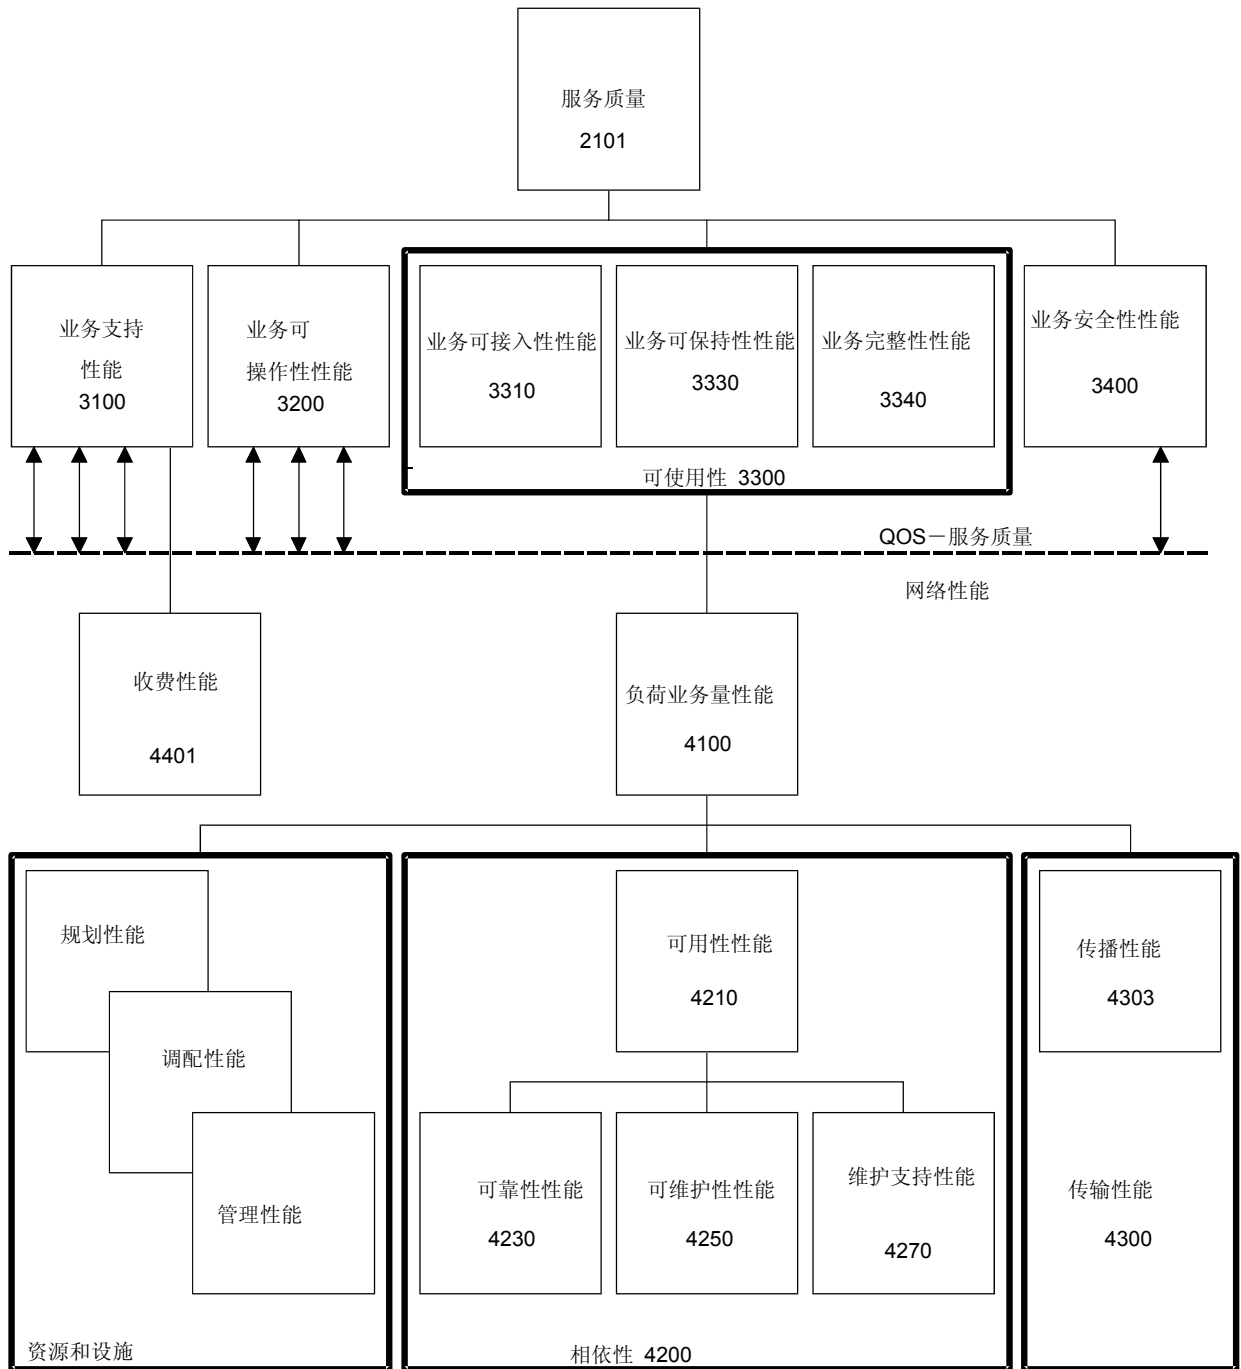 服务质量
2101
业务支持
性能
3100
业务可
操作性性能
3200
业务可接入性性能
3310
业务可保持性性能
3330
业务完整性性能
3340
业务安全性性能
3400
可使用性 3300
QOS－服务质量
网络性能
收费性能
4401
负荷业务量性能
4100
规划性能
调配性能
管理性能
资源和设施
可用性性能
4210
可靠性性能
4230
可维护性性能
4250
维护支持性能
4270
相依性 4200
传播性能
4303
传输性能
4300